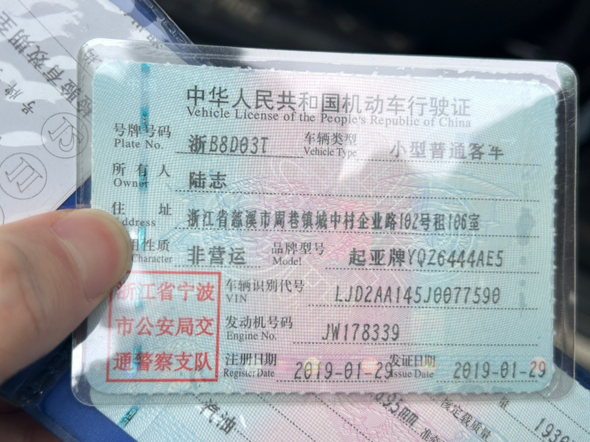 中华人民共和国机动车行驶证
Vehicle License of the People's Republic of China
号牌号码 Plate No. 浙B8D03T 车辆类型 Vehicle Type 小型普通客车
所有人 Owner 陆志
住址 Address 浙江省慈溪市周巷镇城中村企业路102号租106室
用性质 Character 非营运 品牌型号 Model 起亚牌YQZ6444AE5
车辆识别代号 VIN LJD2AA145J0077590
发动机号码 Engine No. JW178339
注册日期 Register Date 2019-01-29 发证日期 Issue Date 2019-01-29
浙江省宁波
市公安局交
通警察支队